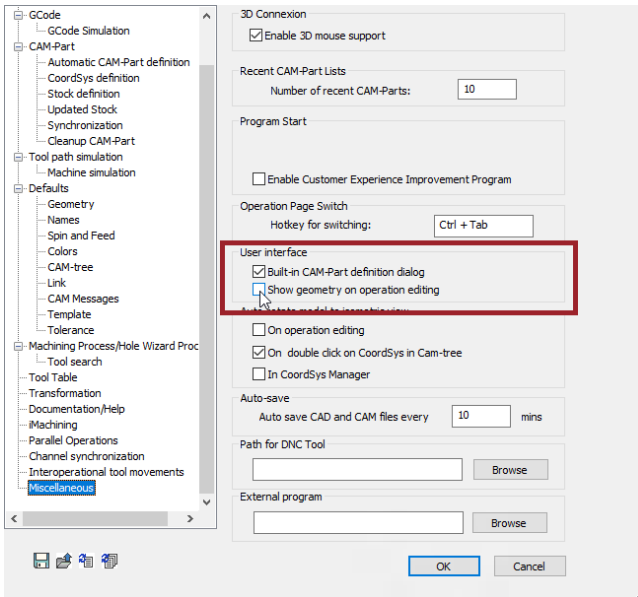 GCode
GCode Simulation
CAM-Part
Automatic CAM-Part definition
CoordSys definition
Stock definition
Updated Stock
Synchronization
Cleanup CAM-Part
Tool path simulation
Machine simulation
Defaults
Geometry
Names
Spin and Feed
Colors
CAM-tree
Link
CAM Messages
Template
Tolerance
Machining Process/Hole Wizard Proc
Tool search
Tool Table
Transformation
Documentation/Help
iMachining
Parallel Operations
Channel synchronization
Interoperational tool movements
Miscellaneous
3D Connexion
Enable 3D mouse support
Recent CAM-Part Lists
Number of recent CAM-Parts: 10
Program Start
Enable Customer Experience Improvement Program
Operation Page Switch
Hotkey for switching: Ctrl + Tab
User interface
Built-in CAM-Part definition dialog
Show geometry on operation editing
Auto rotate model to isometric view
On operation editing
On double click on CoordSys in Cam-tree
In CoordSys Manager
Auto-save
Auto save CAD and CAM files every 10 mins
Path for DNC Tool
Browse
External program
Browse
OK Cancel